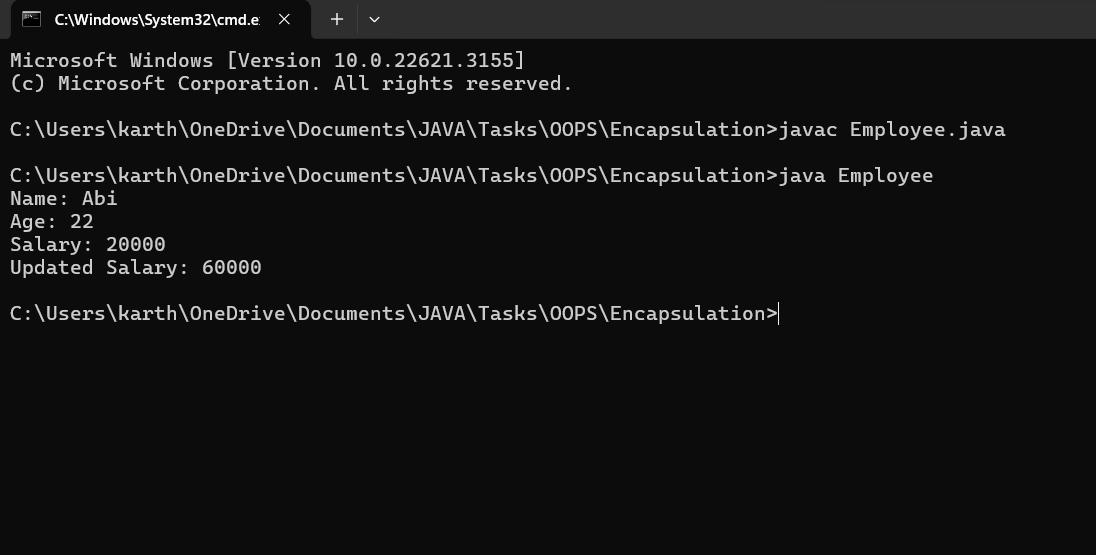 C:\Windows\System32\cmd.e
Microsoft Windows [Version 10.0.22621.3155]
(c) Microsoft Corporation. All rights reserved.
C:\Users\karth\OneDrive\Documents\JAVA\Tasks\OOPS\Encapsulation>javac Employee.java
C:\Users\karth\OneDrive\Documents\JAVA\Tasks\OOPS\Encapsulation>java Employee
Name: Abi
Age: 22
Salary: 20000
Updated Salary: 60000
C:\Users\karth\OneDrive\Documents\JAVA\Tasks\OOPS\Encapsulation>